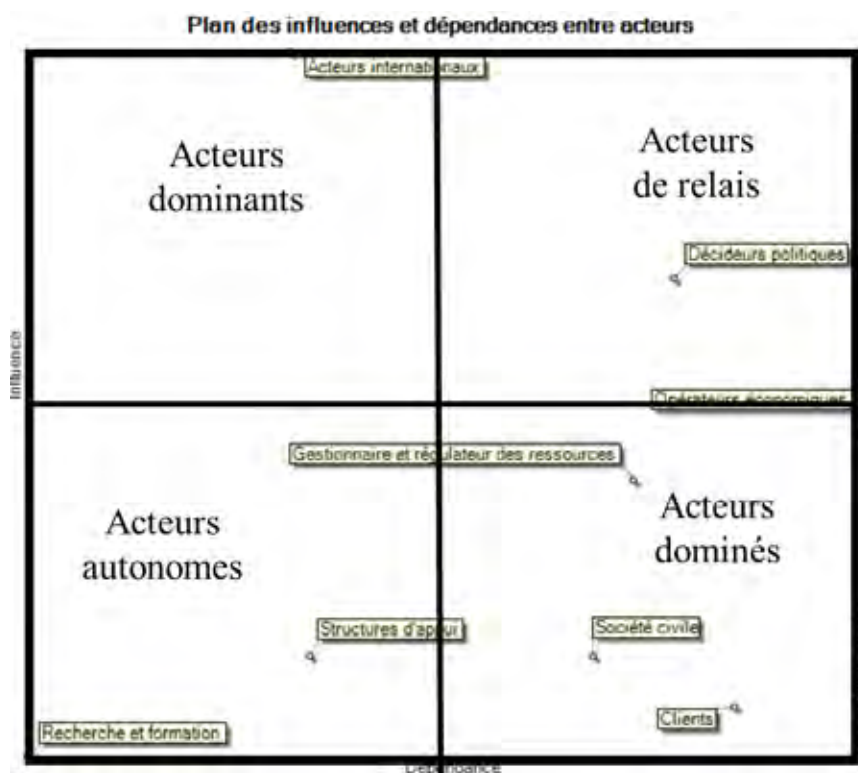 Plan des influences et dépendances entre acteurs
Acteurs internationaux
Acteurs
dominants
Acteurs
de relais
Décideurs politiques
Influence
Opérateurs économiques
Gestionnaire et régulateur des ressources
Acteurs
autonomes
Acteurs
dominés
Structures d'appui
Société civile
Clients
Recherche et formation
Dépendance